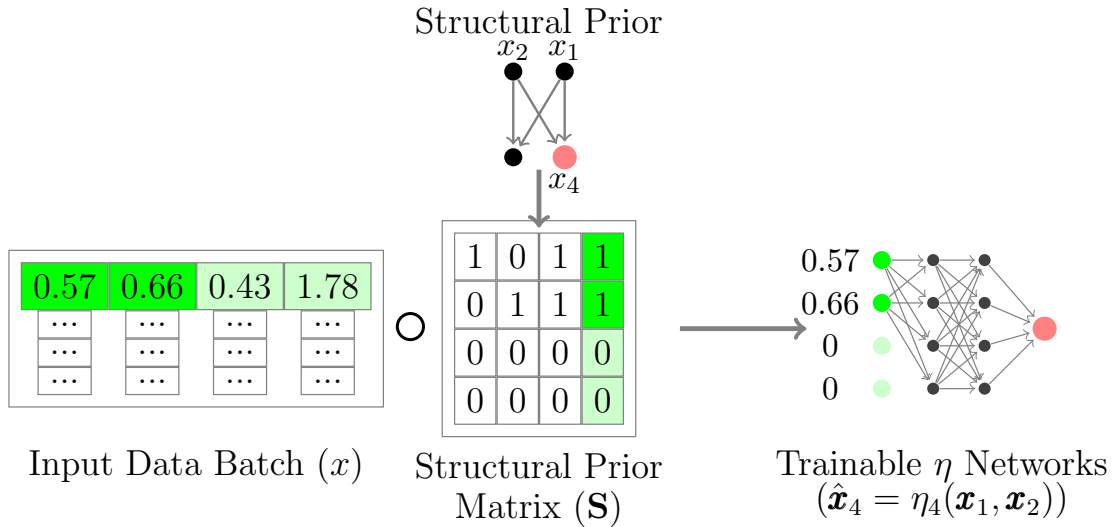 Structural Prior
x₂ x₁
x₄
0.57 0.66 0.43 1.78
... ... ... ...
... ... ... ...
... ... ... ...
Input Data Batch (x)
1 0 1 1
0 1 1 1
0 0 0 0
0 0 0 0
Structural Prior
Matrix (S)
0.57
0.66
0
0
Trainable η Networks
(x̂₄ = η₄(x₁, x₂))